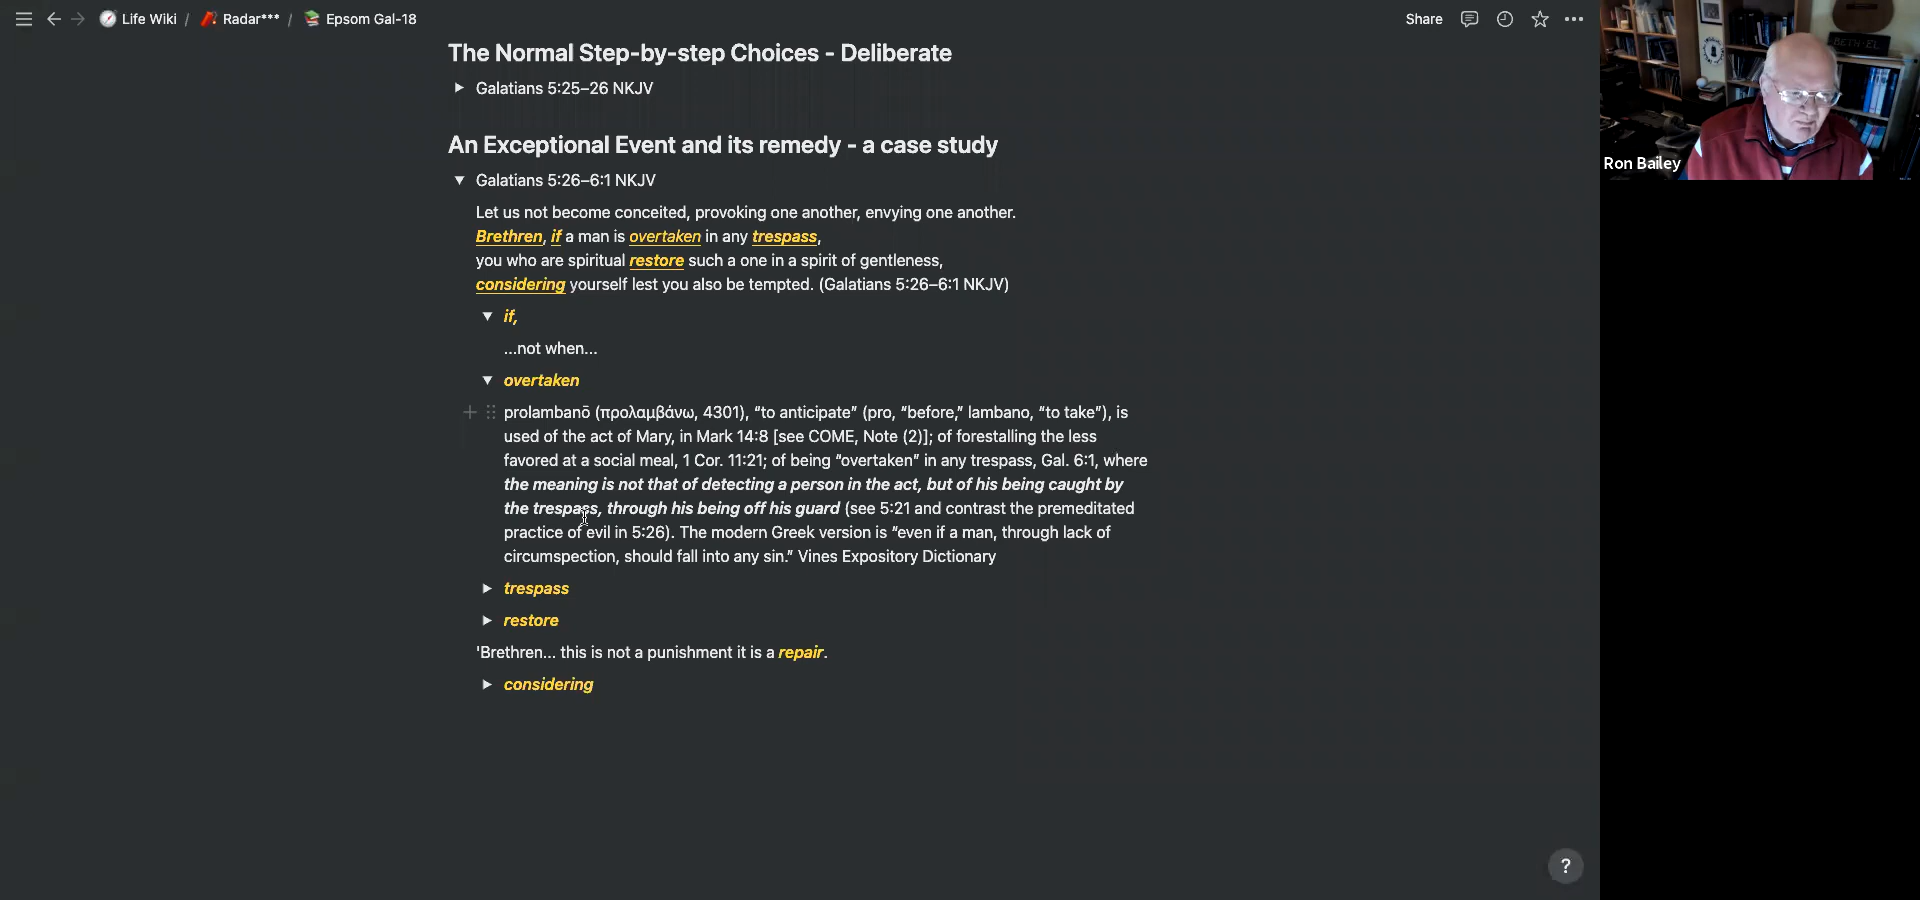 Life Wiki / Radar*** / Epsom Gal-18
Share
The Normal Step-by-step Choices - Deliberate
Galatians 5:25–26 NKJV
An Exceptional Event and its remedy - a case study
Galatians 5:26–6:1 NKJV
Let us not become conceited, provoking one another, envying one another.
Brethren, if a man is overtaken in any trespass,
you who are spiritual restore such a one in a spirit of gentleness,
considering yourself lest you also be tempted. (Galatians 5:26–6:1 NKJV)
if,
...not when...
overtaken
prolambanō (προλαμβάνω, 4301), “to anticipate” (pro, “before,” lambano, “to take”), is
used of the act of Mary, in Mark 14:8 [see COME, Note (2)]; of forestalling the less
favored at a social meal, 1 Cor. 11:21; of being “overtaken” in any trespass, Gal. 6:1, where
the meaning is not that of detecting a person in the act, but of his being caught by
the trespass, through his being off his guard (see 5:21 and contrast the premeditated
practice of evil in 5:26). The modern Greek version is “even if a man, through lack of
circumspection, should fall into any sin.” Vines Expository Dictionary
trespass
restore
'Brethren... this is not a punishment it is a repair.
considering
?
BETH-EL
Ron Bailey